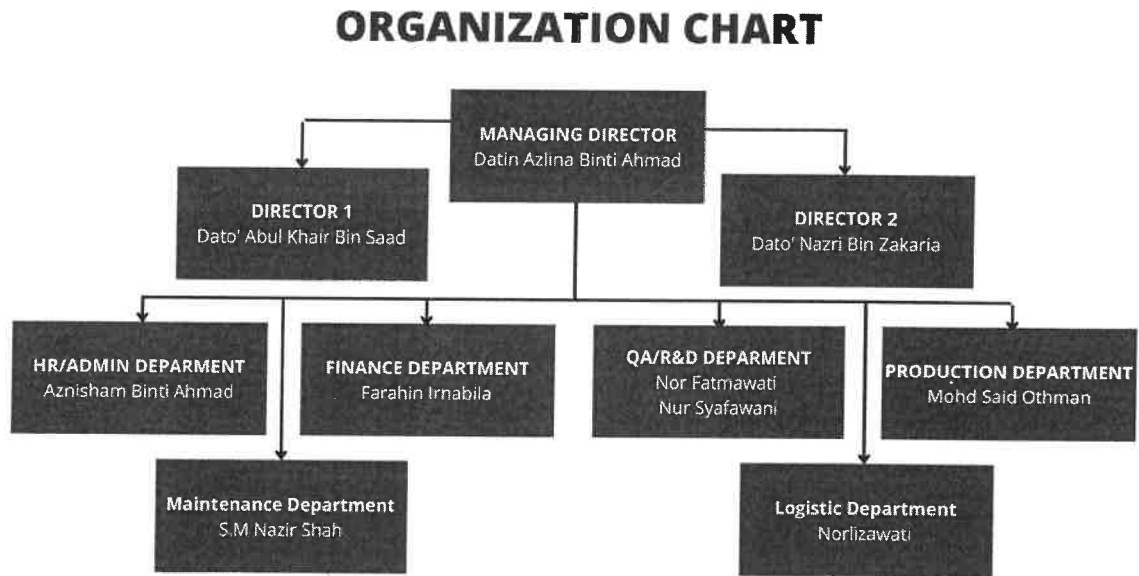 ORGANIZATION CHART
MANAGING DIRECTOR
Datin Azlina Binti Ahmad
DIRECTOR 1
Dato' Abul Khair Bin Saad
DIRECTOR 2
Dato' Nazri Bin Zakaria
HR/ADMIN DEPARMENT
Aznisham Binti Ahmad
FINANCE DEPARTMENT
Farahin Irnabila
QA/R&D DEPARMENT
Nor Fatmawati
Nur Syafawani
PRODUCTION DEPARTMENT
Mohd Said Othman
Maintenance Department
S.M Nazir Shah
Logistic Department
Norlizawati